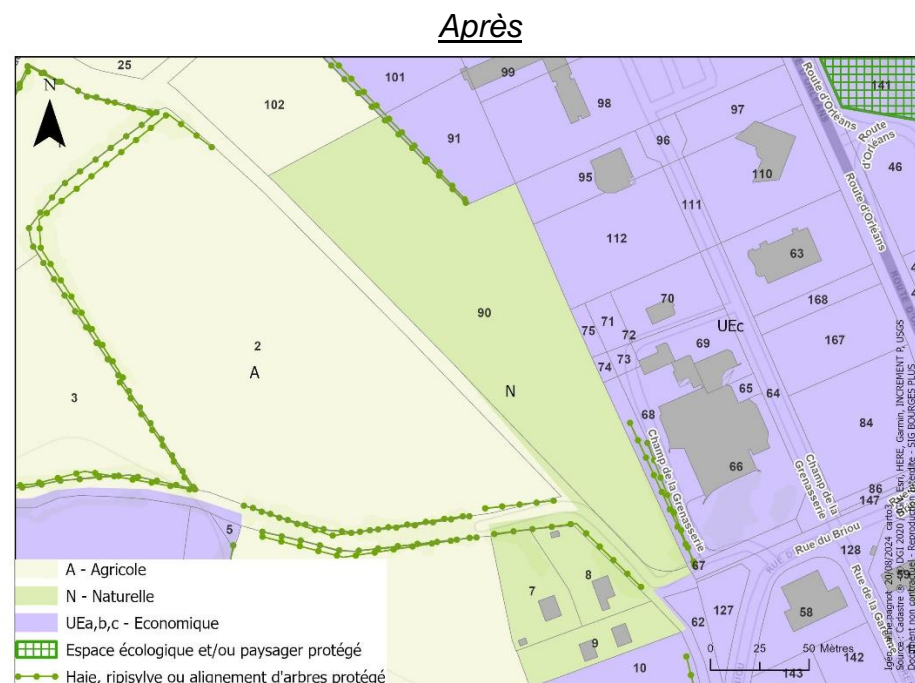 Après
N
25
102
101
99
91
98
97
96
141
Route d'Orléans
Route d'Orléans
46
95
110
111
Route d'Orléans
112
63
90
70
168
75
71
72
UEc
167
2
A
69
74
73
65
64
3
N
68
84
66
Champ de la Grenasserie
Champ de la Grenasserie
86
147
5
Rue du Briou
128
67
59
A - Agricole
N - Naturelle
UEa,b,c - Economique
Espace écologique et/ou paysager protégé
Haie, ripisylve ou alignement d'arbres protégé
7
8
9
10
62
127
58
Rue de la Garenne
142
143
0 25 50 Mètres